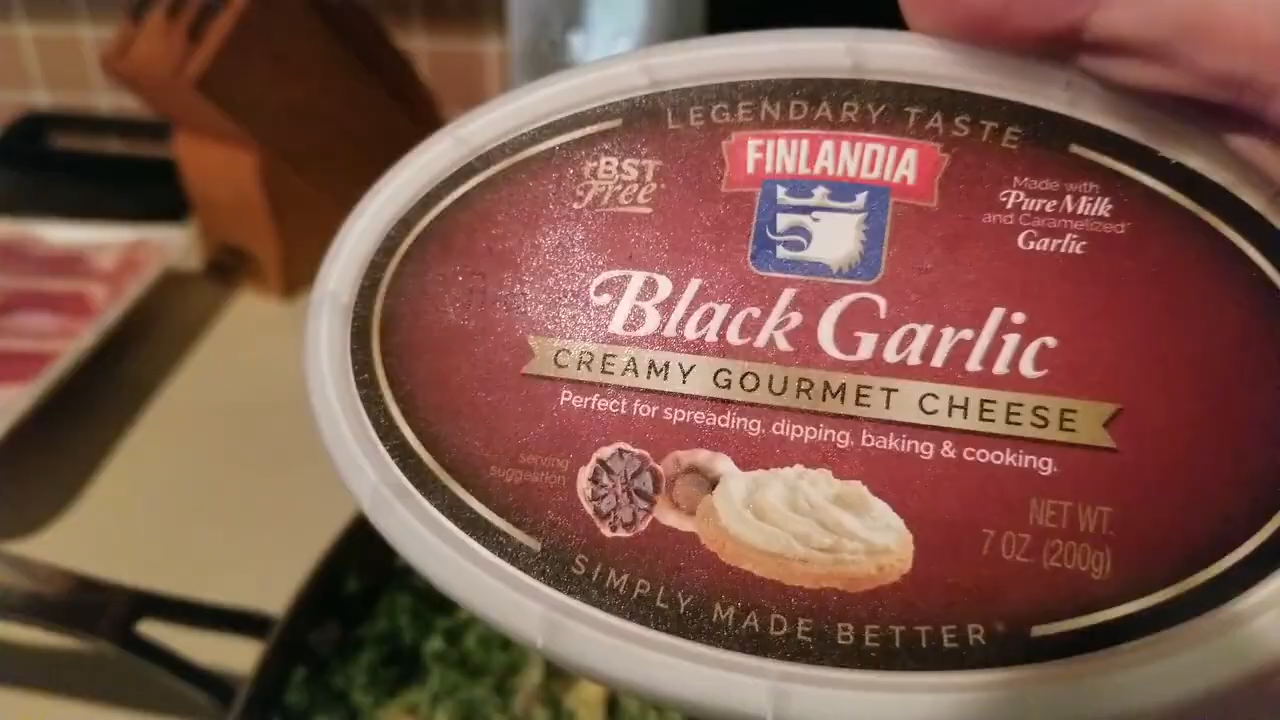 LEGENDARY TASTE
FINLANDIA
rBST
Free*
Made with
Pure Milk
and Caramelized*
Garlic
Black Garlic
CREAMY GOURMET CHEESE
Perfect for spreading, dipping, baking & cooking.
serving
suggestion
NET WT.
7 OZ. (200g)
SIMPLY MADE BETTER